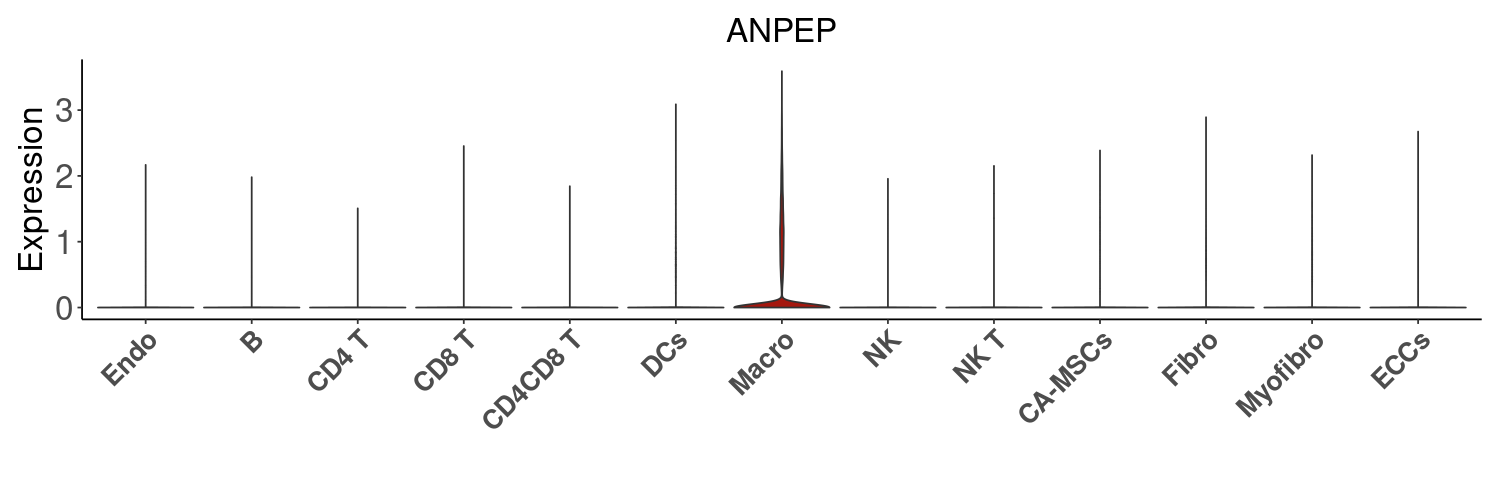 ANPEP
Expression
3
2
1
0
Endo
B
CD4 T
CD8 T
CD4CD8 T
DCs
Macro
NK
NK T
CA-MSCs
Fibro
Myofibro
ECCs